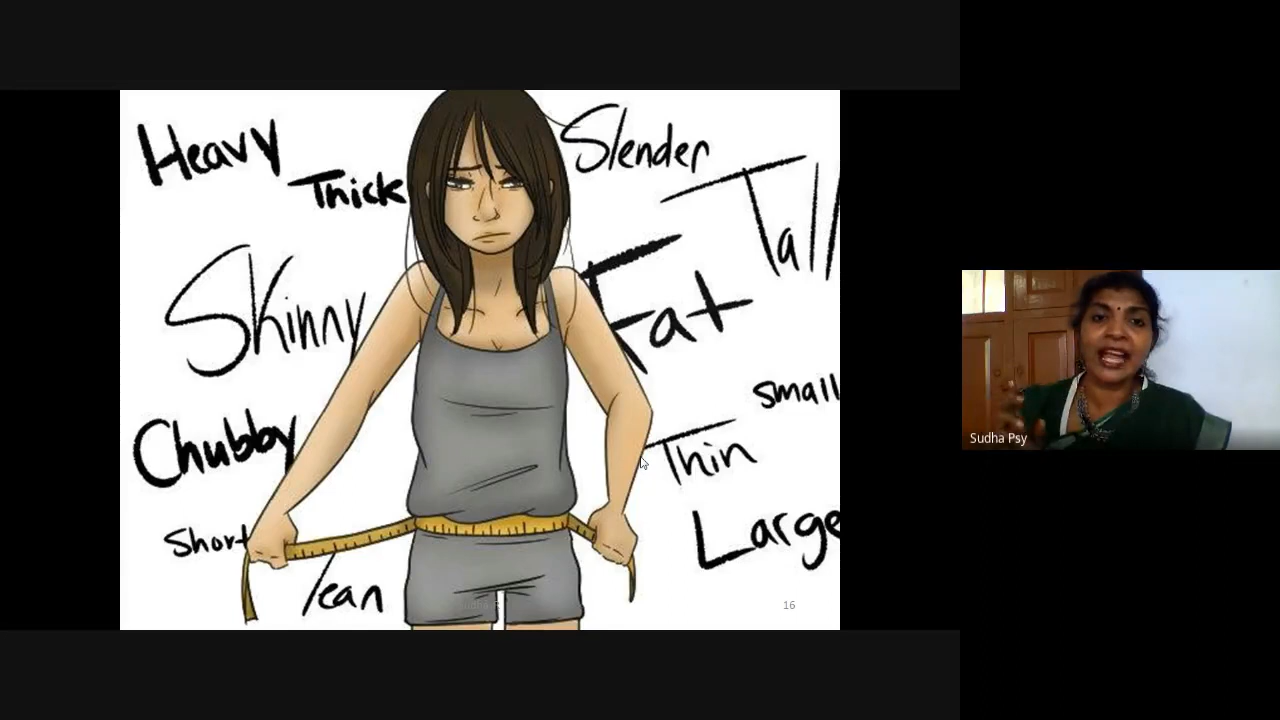 Heavy
Thick
Slender
Tall
Skinny
Fat
Chubby
small
Thin
Short
Large
lean
16
Sudha Psy